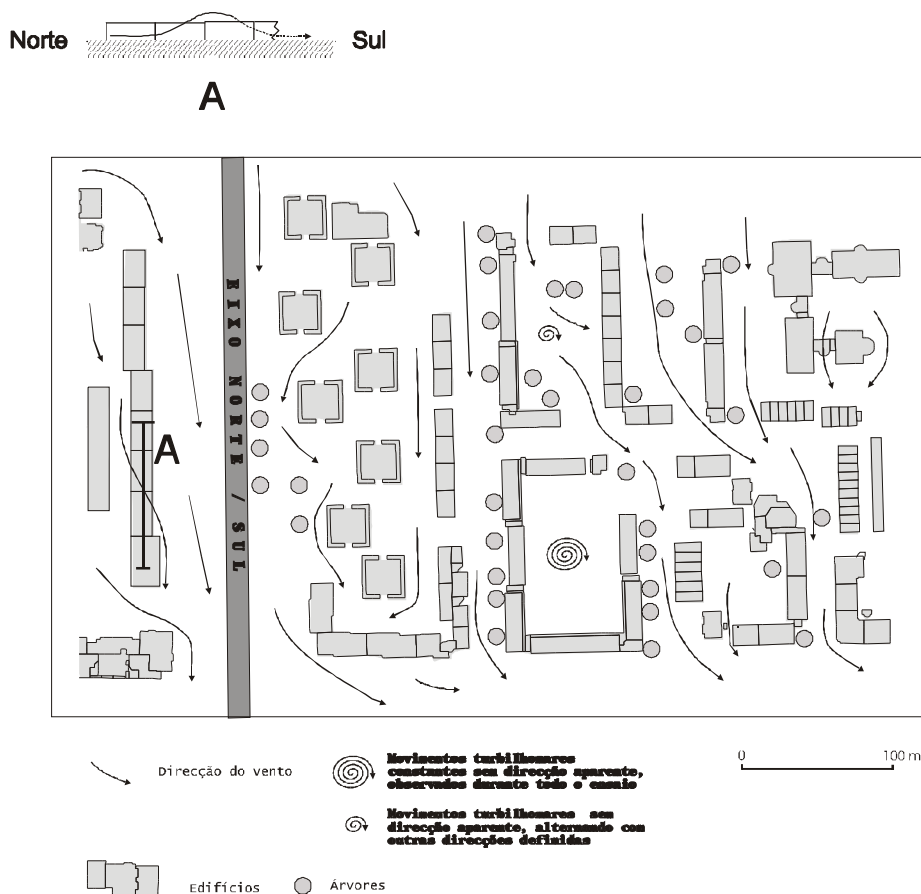 Norte
Sul
A
EIXO NORTE / SUL
A
Direcção do vento
Movimentos turbilhonares
constantes sem direcção aparente,
observados durante todo o ensaio
0 100 m
Movimentos turbilhonares sem
direcção aparente, alternando com
outras direcções definidas
Edifícios
Árvores